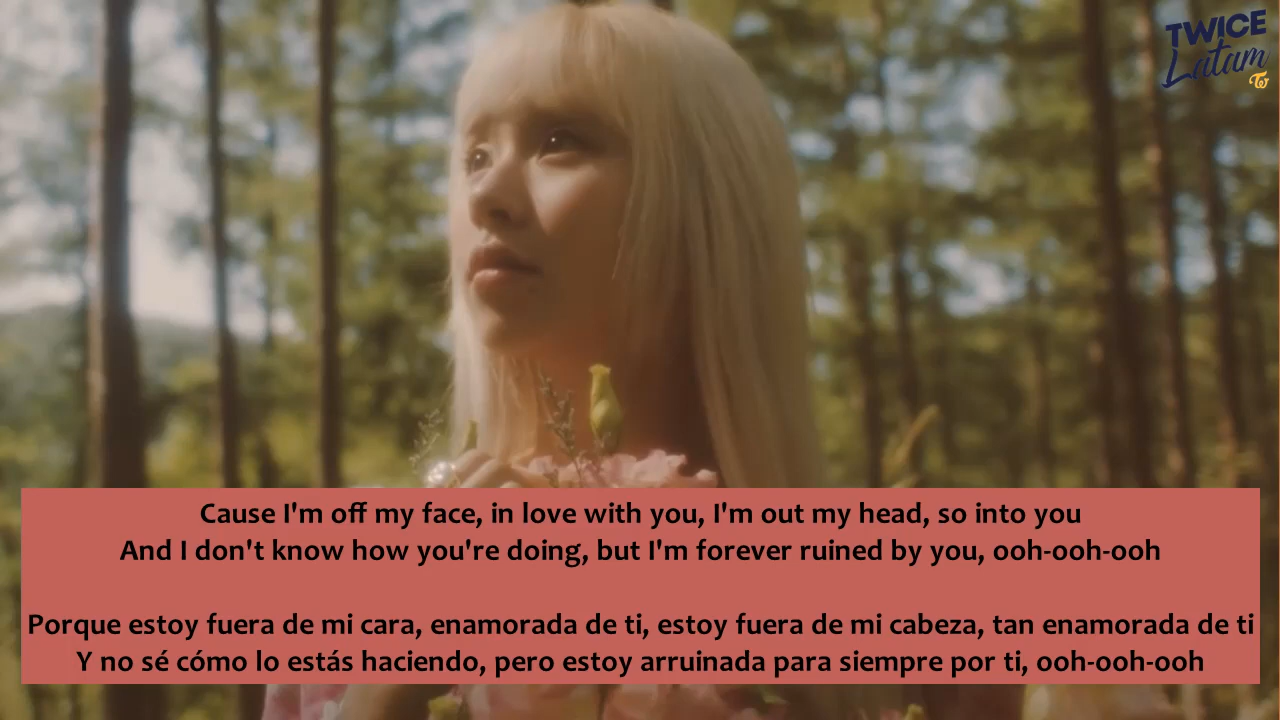 TWICE
Latam
Cause I'm off my face, in love with you, I'm out my head, so into you
And I don't know how you're doing, but I'm forever ruined by you, ooh-ooh-ooh
Porque estoy fuera de mi cara, enamorada de ti, estoy fuera de mi cabeza, tan enamorada de ti
Y no sé cómo lo estás haciendo, pero estoy arruinada para siempre por ti, ooh-ooh-ooh